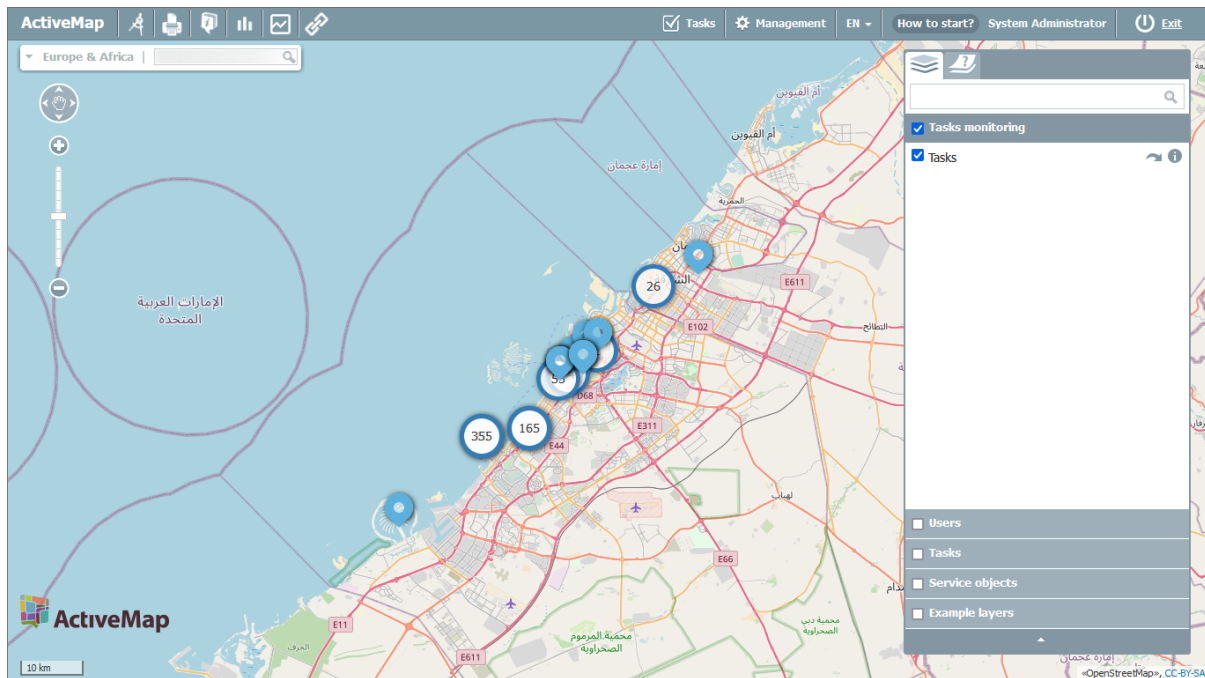 ActiveMap
Tasks
Management
EN
How to start?
System Administrator
Exit
Europe & Africa
Tasks monitoring
Tasks
Users
Tasks
Service objects
Example layers
أم القيوين
أم القيوين
إمارة عجمان
الحمرية
الإمارات العربية
المتحدة
26
E611
E102
التطائح
55
D68
355
165
E44
E311
لهباب
E66
E11
الجرف
E611
محمية المرموم
الصحراوية
محمية دبي
الصحراوية
إمارة عجمان
ActiveMap
10 km
«OpenStreetMap», CC-BY-SA